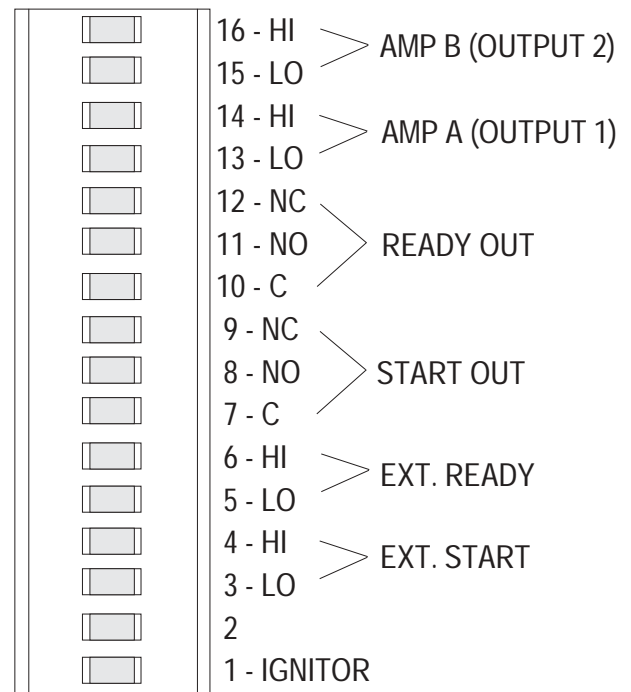 16 - HI
15 - LO
AMP B (OUTPUT 2)
14 - HI
13 - LO
AMP A (OUTPUT 1)
12 - NC
11 - NO
10 - C
READY OUT
9 - NC
8 - NO
7 - C
START OUT
6 - HI
5 - LO
EXT. READY
4 - HI
3 - LO
EXT. START
2
1 - IGNITOR